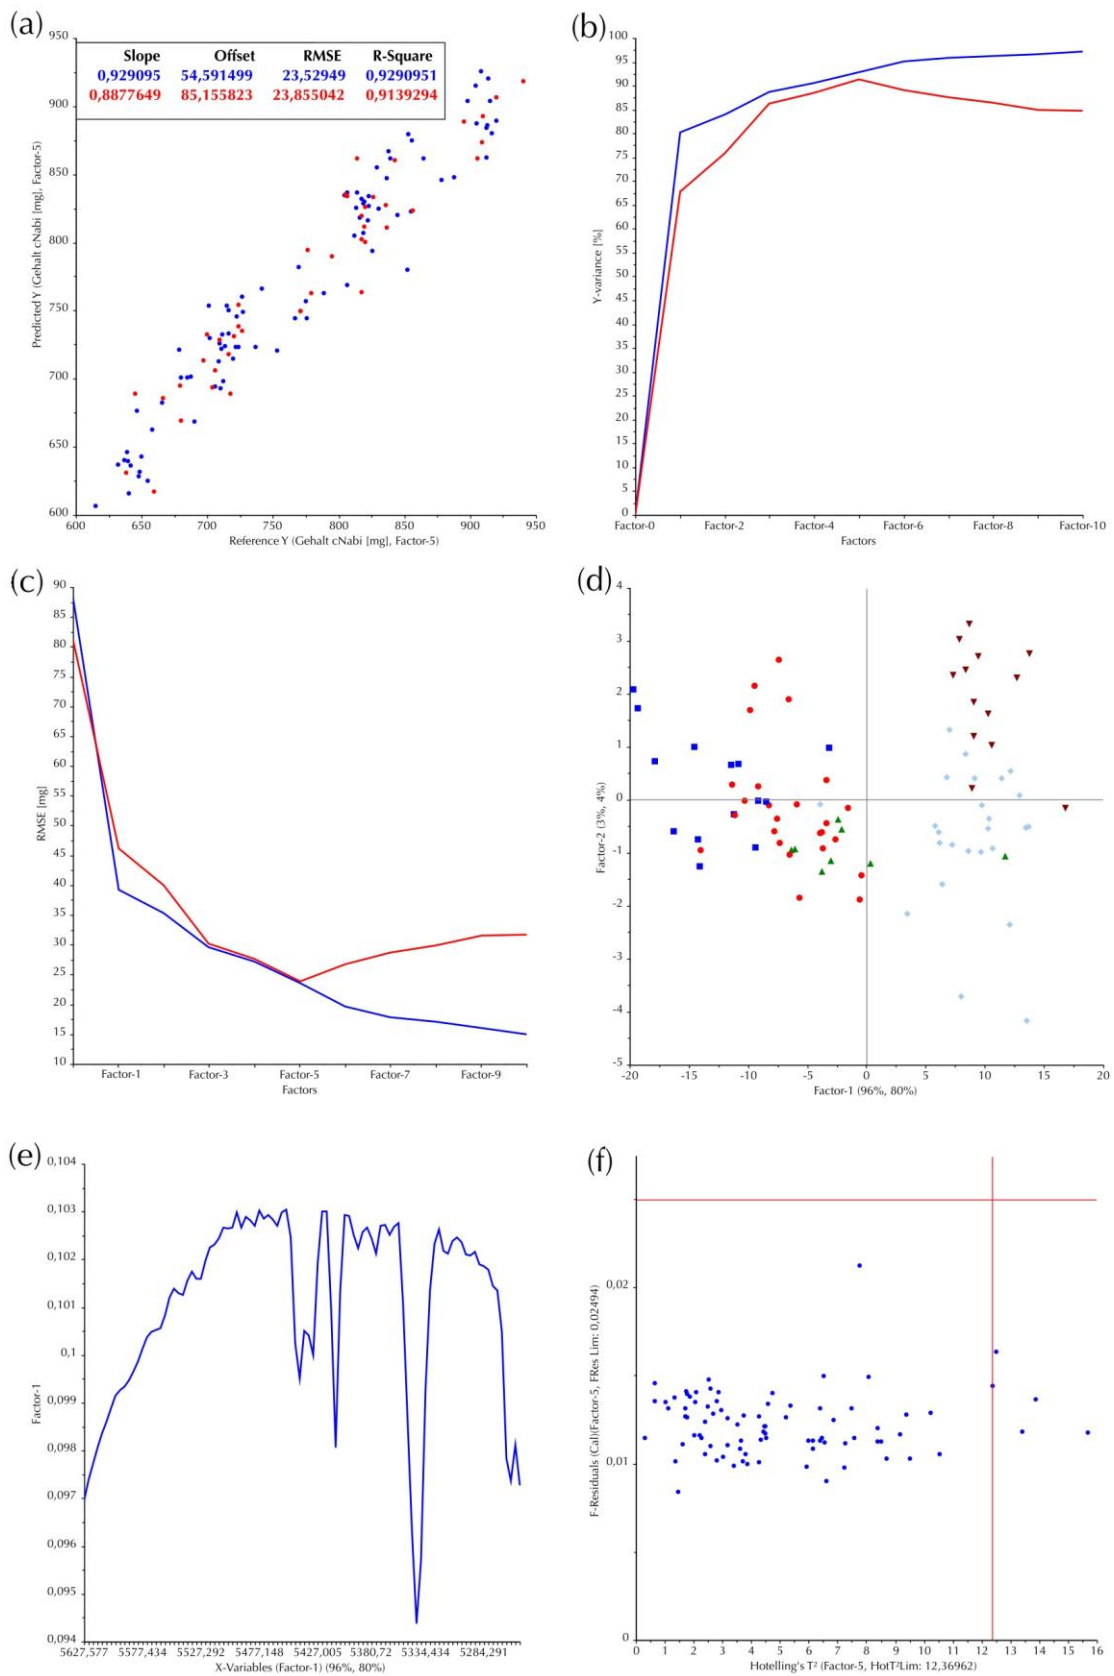 (a)
950
900
850
800
750
700
650
600
Slope Offset RMSE R-Square
0,929095 54,591499 23,52949 0,9290951
0,8877649 85,155823 23,855042 0,9139294
Predicted Y (Gehalt cNabi [mg], Factor-5)
600 650 700 750 800 850 900 950
Reference Y (Gehalt cNabi [mg], Factor-5)
(b)
100
95
90
85
80
75
70
65
60
55
50
45
40
35
30
25
20
15
10
5
0
Y-variance [%]
Factor-0 Factor-2 Factor-4 Factor-6 Factor-8 Factor-10
Factors
(c)
90
85
80
75
70
65
60
55
50
45
40
35
30
25
20
15
10
RMSE [mg]
Factor-1 Factor-3 Factor-5 Factor-7 Factor-9
Factors
(d)
4
3
2
1
0
-1
-2
-3
-4
-5
Factor-2 (3%, 4%)
-20 -15 -10 -5 0 5 10 15 20
Factor-1 (96%, 80%)
(e)
0,104
0,103
0,102
0,101
0,1
0,099
0,098
0,097
0,096
0,095
0,094
Factor-1
5627,577 5577,434 5527,292 5477,148 5427,005 5380,72 5334,434 5284,291
X-Variables (Factor-1) (96%, 80%)
(f)
0,02
0,01
0
F-Residuals (Cal)(Factor-5, FRes Lim: 0,02494)
0 1 2 3 4 5 6 7 8 9 10 11 12 13 14 15 16
Hotelling's T² (Factor-5, HotT²Lim: 12,36962)